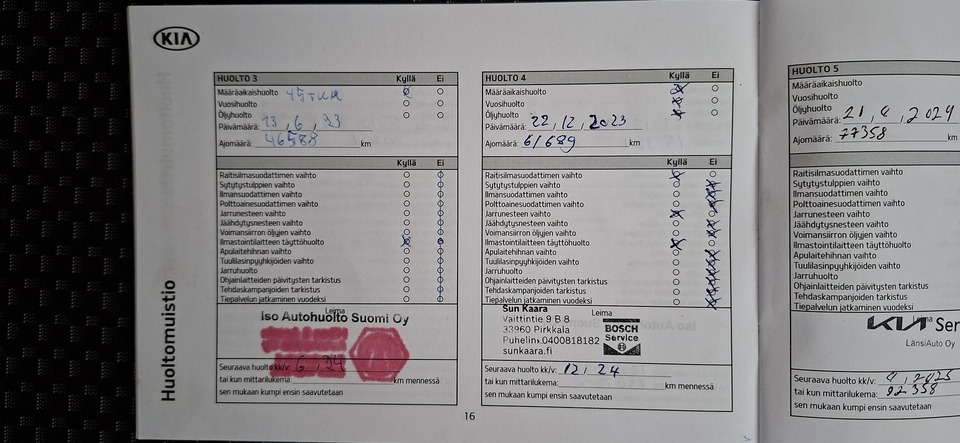 KIA
Huoltomuistio
HUOLTO 3 Kyllä Ei
Määräaikaishuolto 45 tkm
Vuosihuolto
Öljyhuolto
Päivämäärä: 23, 6, 23
Ajomäärä: 46588 km
Kyllä Ei
Raitisilmasuodattimen vaihto
Sytytystulppien vaihto
Ilmansuodattimen vaihto
Polttoainesuodattimen vaihto
Jarrunesteen vaihto
Jäähdytysnesteen vaihto
Voimansiirron öljyjen vaihto
Ilmastointilaitteen täyttöhuolto
Apulaitehihnan vaihto
Tuulilasinpyyhkijöiden vaihto
Jarruhuolto
Ohjainlaitteiden päivitysten tarkistus
Tehdaskampanjoiden tarkistus
Tiepalvelun jatkaminen vuodeksi
Leima
Iso Autohuolto Suomi Oy
Seuraava huolto kk/v: 6, 24
tai kun mittarilukema: km mennessä
sen mukaan kumpi ensin saavutetaan
HUOLTO 4 Kyllä Ei
Määräaikaishuolto
Vuosihuolto
Öljyhuolto
Päivämäärä: 22, 12, 2023
Ajomäärä: 61689 km
Kyllä Ei
Raitisilmasuodattimen vaihto
Sytytystulppien vaihto
Ilmansuodattimen vaihto
Polttoainesuodattimen vaihto
Jarrunesteen vaihto
Jäähdytysnesteen vaihto
Voimansiirron öljyjen vaihto
Ilmastointilaitteen täyttöhuolto
Apulaitehihnan vaihto
Tuulilasinpyyhkijöiden vaihto
Jarruhuolto
Ohjainlaitteiden päivitysten tarkistus
Tehdaskampanjoiden tarkistus
Tiepalvelun jatkaminen vuodeksi
Leima
Sun Kaara
Vaittintie 9 B 8
33960 Pirkkala
Puhelin 0400818182
sunkaara.fi
BOSCH
Service
Seuraava huolto kk/v: 12, 24
tai kun mittarilukema: km mennessä
sen mukaan kumpi ensin saavutetaan
16
HUOLTO 5
Määräaikaishuolto
Vuosihuolto
Öljyhuolto
Päivämäärä: 21, 4, 2024
Ajomäärä: 77358
Raitisilmasuodattimen vaihto
Sytytystulppien vaihto
Ilmansuodattimen vaihto
Polttoainesuodattimen vaihto
Jarrunesteen vaihto
Jäähdytysnesteen vaihto
Voimansiirron öljyjen vaihto
Ilmastointilaitteen täyttöhuolto
Apulaitehihnan vaihto
Tuulilasinpyyhkijöiden vaihto
Jarruhuolto
Ohjainlaitteiden päivitysten tarkistus
Tehdaskampanjoiden tarkistus
Tiepalvelun jatkaminen vuodeksi
Leima
KIA Ser
LänsiAuto Oy
Seuraava huolto kk/v: 4, 2025
tai kun mittarilukema: 92358
sen mukaan kumpi ensin saavutetaan